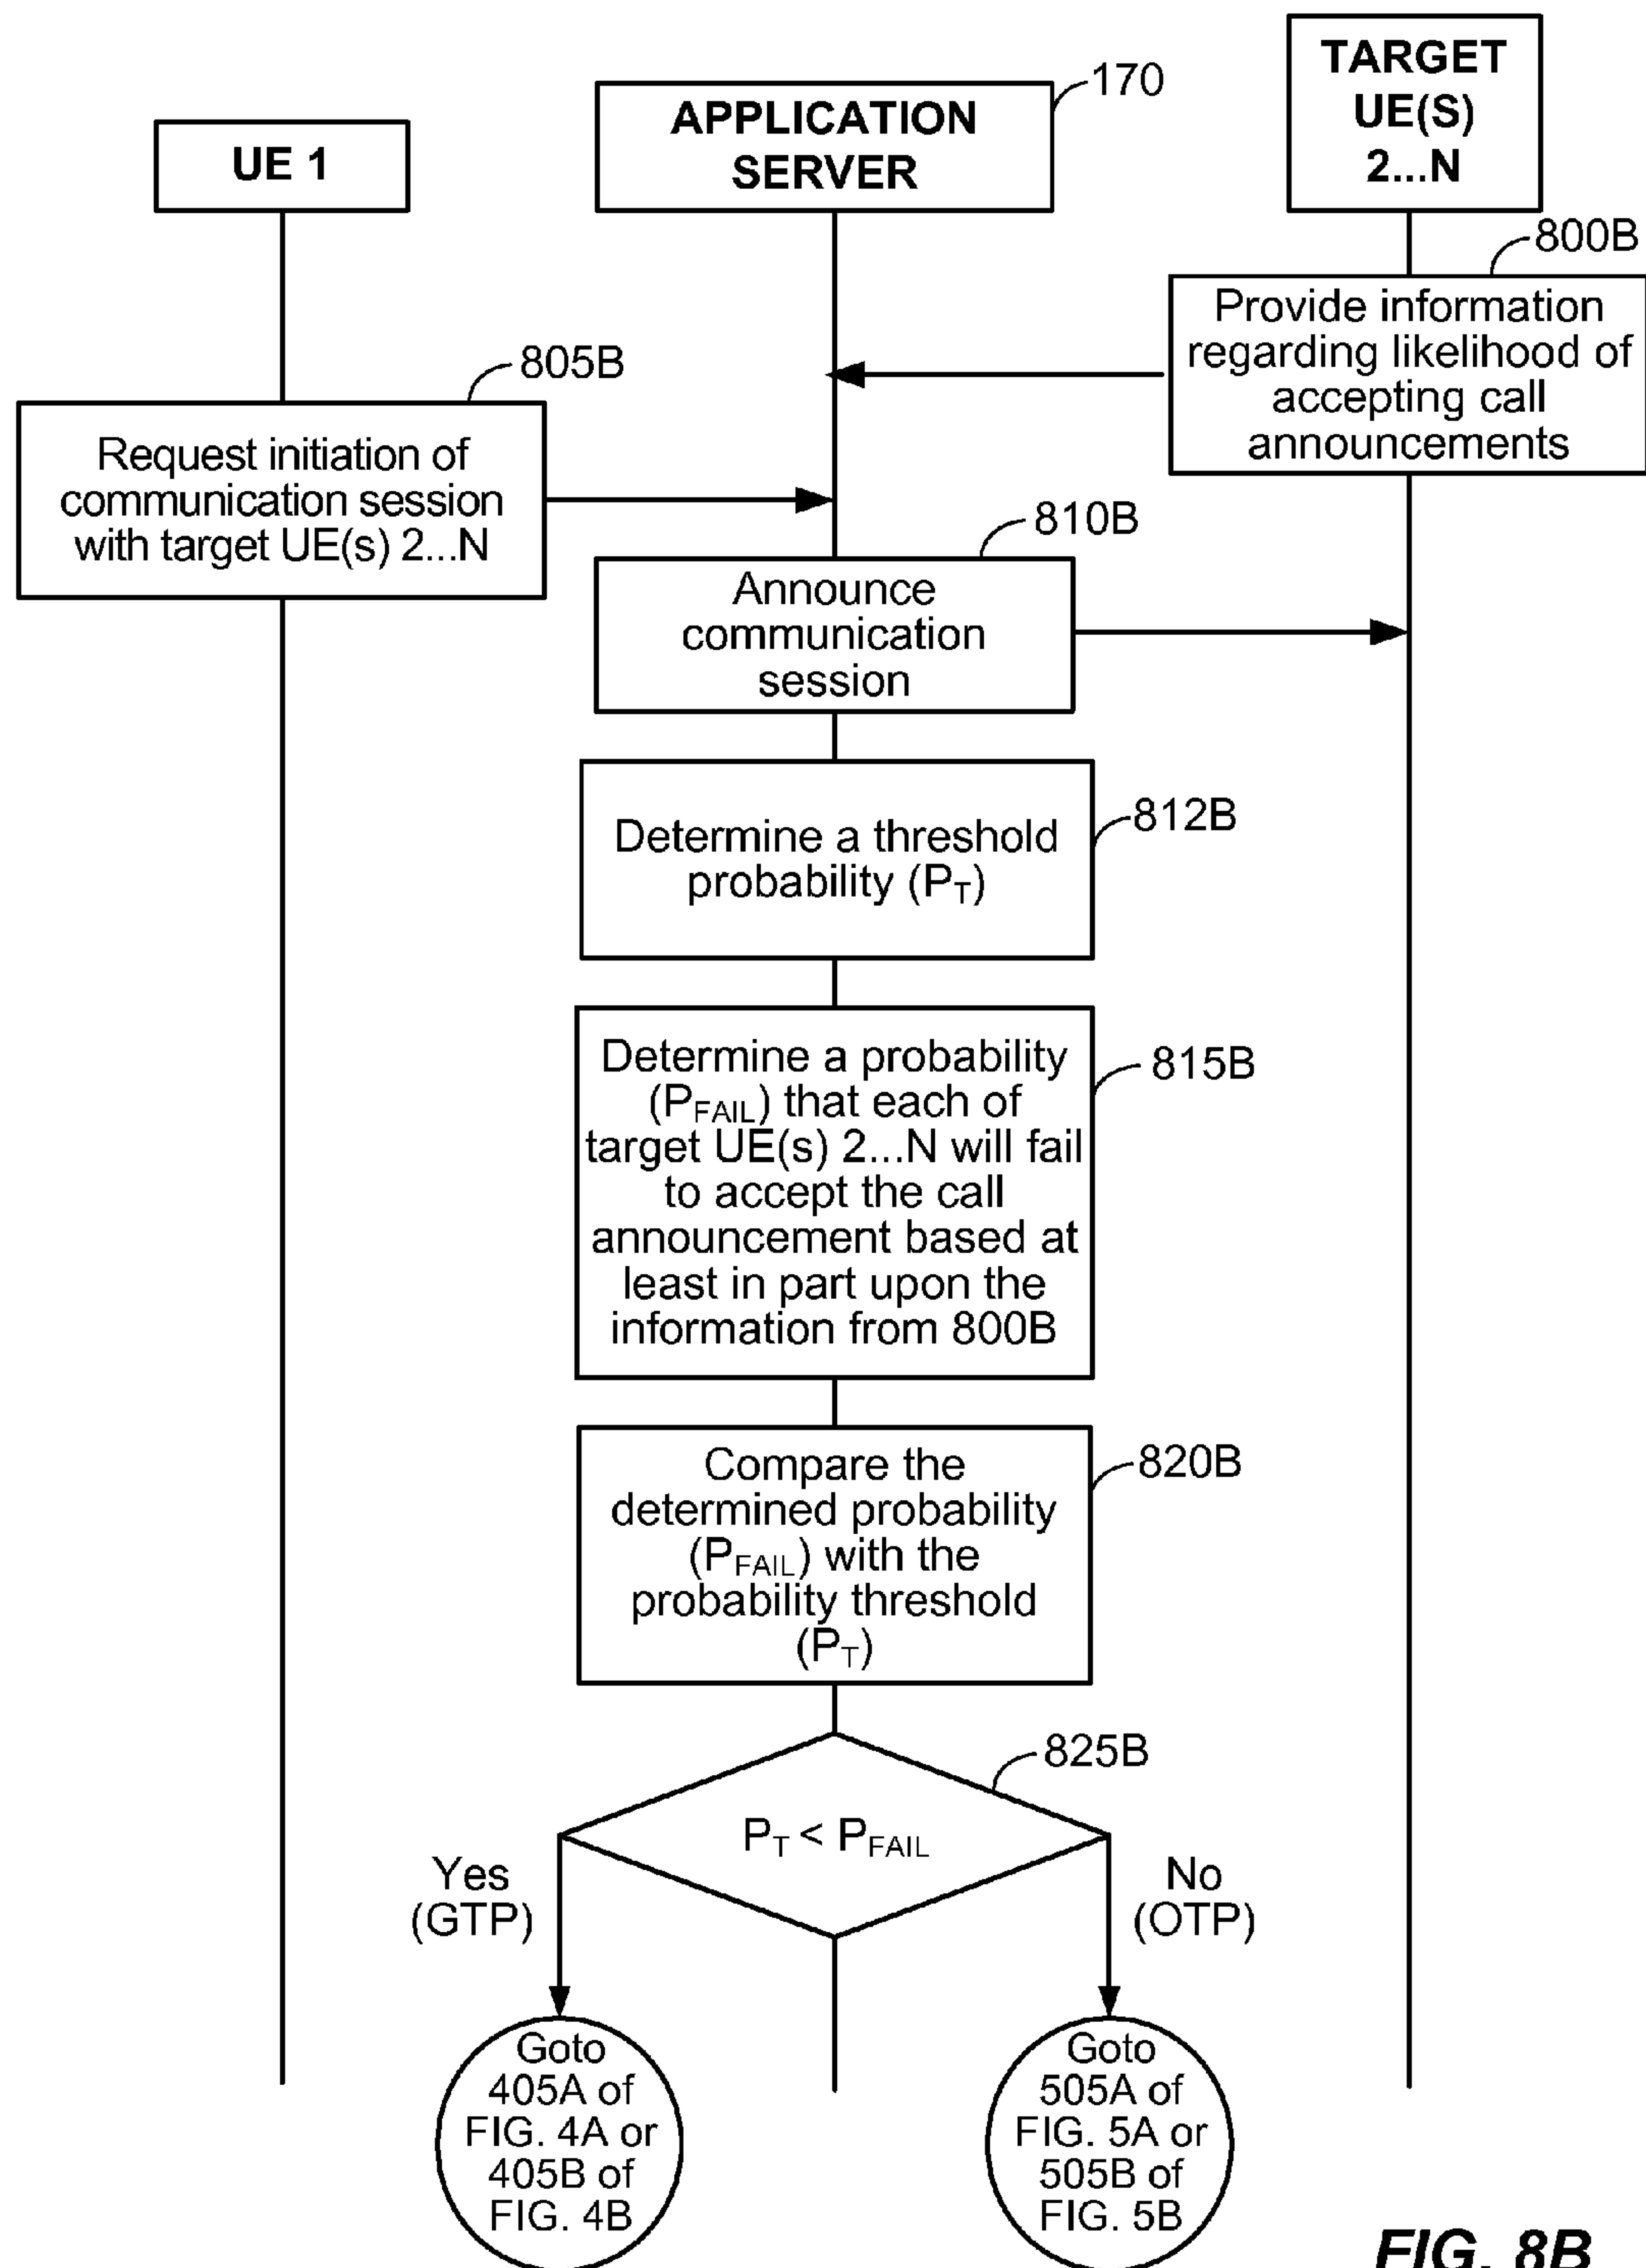 UE 1
APPLICATION
SERVER
170
TARGET
UE(S)
2...N
800B
Provide information
regarding likelihood of
accepting call
announcements
805B
Request initiation of
communication session
with target UE(s) 2...N
810B
Announce
communication
session
812B
Determine a threshold
probability (PT)
815B
Determine a probability
(PFAIL) that each of
target UE(s) 2...N will fail
to accept the call
announcement based at
least in part upon the
information from 800B
820B
Compare the
determined probability
(PFAIL) with the
probability threshold
(PT)
825B
PT < PFAIL
Yes
(GTP)
No
(OTP)
Goto
405A of
FIG. 4A or
405B of
FIG. 4B
Goto
505A of
FIG. 5A or
505B of
FIG. 5B
FIG. 8B